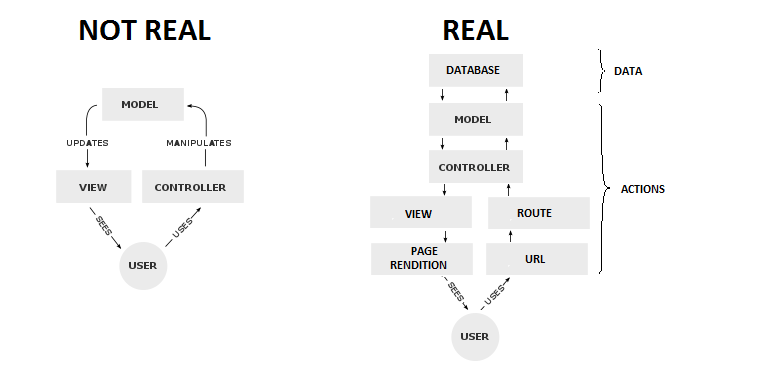 NOT REAL
MODEL
UPDATES
MANIPULATES
VIEW
CONTROLLER
SEES
USES
USER
REAL
DATABASE
DATA
MODEL
CONTROLLER
ACTIONS
VIEW
ROUTE
PAGE
RENDITION
URL
SEES
USES
USER